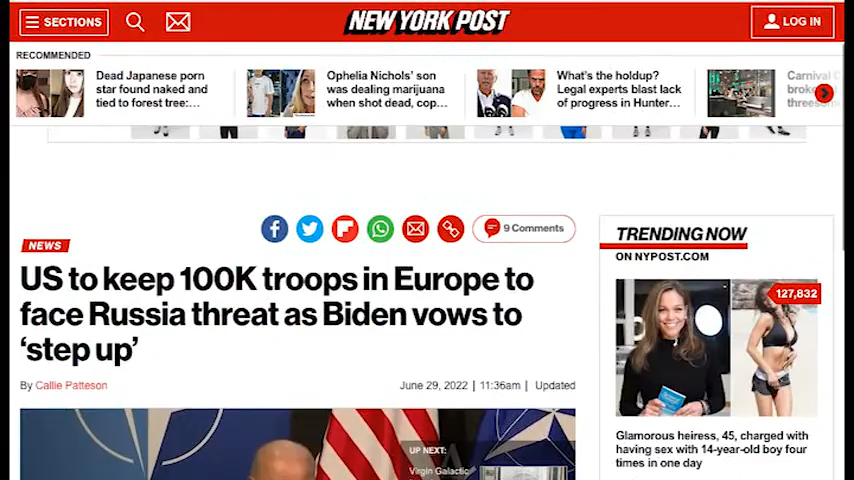 SECTIONS
NEW YORK POST
LOG IN
RECOMMENDED
Dead Japanese porn
star found naked and
tied to forest tree:...
Ophelia Nichols' son
was dealing marijuana
when shot dead, cop...
What's the holdup?
Legal experts blast lack
of progress in Hunter...
Carnival
broke
threes
9 Comments
NEWS
US to keep 100K troops in Europe to
face Russia threat as Biden vows to
'step up'
By Callie Patteson
June 29, 2022 | 11:36am | Updated
UP NEXT:
Virgin Galactic
TRENDING NOW
ON NYPOST.COM
127,832
Glamorous heiress, 45, charged with
having sex with 14-year-old boy four
times in one day